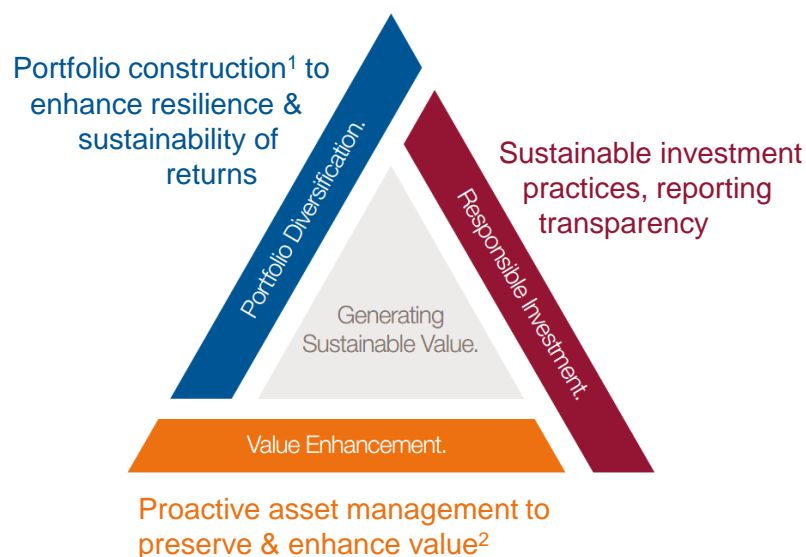 Portfolio construction¹ to
enhance resilience &
sustainability of
returns
Portfolio Diversification.
Sustainable investment
practices, reporting
transparency
Responsible Investment.
Generating
Sustainable Value.
Value Enhancement.
Proactive asset management to
preserve & enhance value²